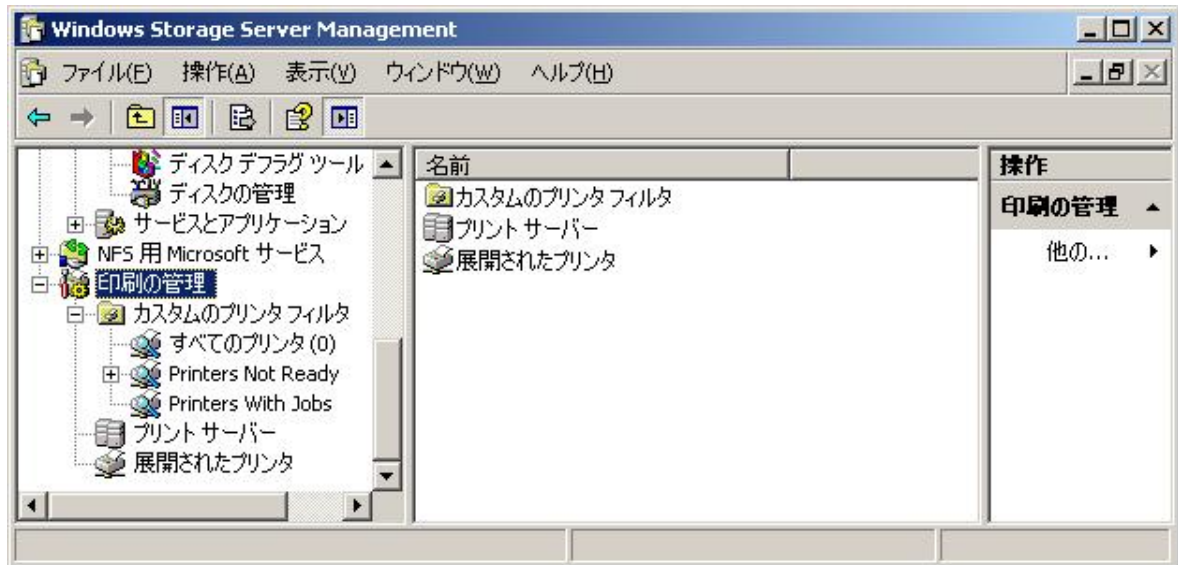 Windows Storage Server Management
ファイル(F) 操作(A) 表示(V) ウィンドウ(W) ヘルプ(H)
ディスク デフラグ ツール
ディスクの管理
サービスとアプリケーション
NFS 用 Microsoft サービス
印刷の管理
カスタムのプリンタ フィルタ
すべてのプリンタ (0)
Printers Not Ready
Printers With Jobs
プリント サーバー
展開されたプリンタ
名前
カスタムのプリンタ フィルタ
プリント サーバー
展開されたプリンタ
操作
印刷の管理
他の...